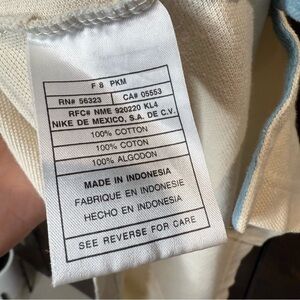 F 8 PKM
RN# 56323 CA# 05553
RFC# NME 920220 KL4
NIKE DE MEXICO, S.A. DE C.V.
100% COTTON
100% COTON
100% ALGODON
MADE IN INDONESIA
FABRIQUE EN INDONESIE
HECHO EN INDONESIA
SEE REVERSE FOR CARE